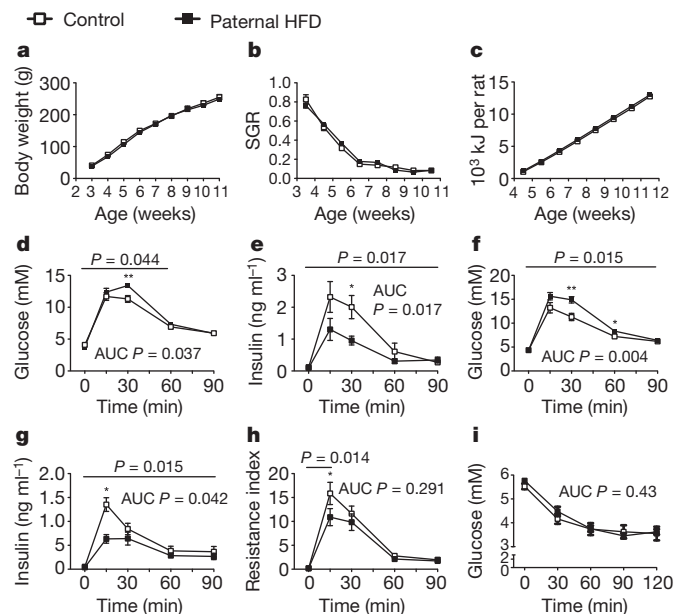 Control Paternal HFD
a b c
Body weight (g)
300
200
100
0
2 3 4 5 6 7 8 9 10 11
Age (weeks)
SGR
1.0
0.8
0.6
0.4
0.2
0
3 4 5 6 7 8 9 10 11
Age (weeks)
10³ kJ per rat
15
10
5
0
4 5 6 7 8 9 10 11 12
Age (weeks)
d e f
P = 0.044
**
Glucose (mM)
15
10
5
0
AUC P = 0.037
0 30 60 90
Time (min)
P = 0.017
*
Insulin (ng ml⁻¹)
3
2
1
0
AUC
P = 0.017
0 30 60 90
Time (min)
P = 0.015
**
*
Glucose (mM)
20
15
10
5
0
AUC P = 0.004
0 30 60 90
Time (min)
g h i
P = 0.015
*
AUC P = 0.042
Insulin (ng ml⁻¹)
2.0
1.5
1.0
0.5
0
0 30 60 90
Time (min)
P = 0.014
*
AUC P = 0.291
Resistance index
25
20
15
10
5
0
0 30 60 90
Time (min)
AUC P = 0.43
Glucose (mM)
6
5
4
3
2
0
0 30 60 90 120
Time (min)